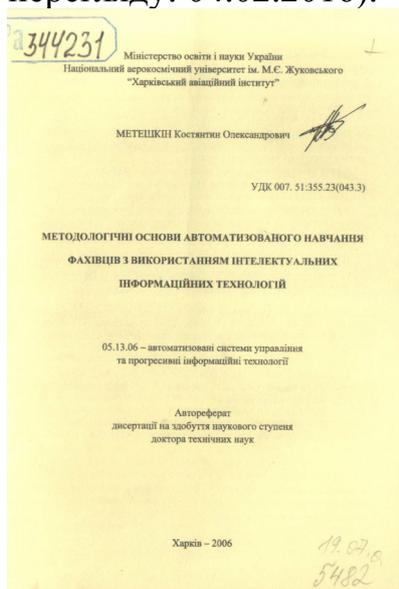 перегляду: 04.02.2016).
344231
Міністерство освіти і науки України
Національний аерокосмічний університет ім. М.Є. Жуковського
"Харківський авіаційний інститут"
МЕТЕШКІН Костянтин Олександрович
УДК 007. 51:355.23(043.3)
МЕТОДОЛОГІЧНІ ОСНОВИ АВТОМАТИЗОВАНОГО НАВЧАННЯ
ФАХІВЦІВ З ВИКОРИСТАННЯМ ІНТЕЛЕКТУАЛЬНИХ
ІНФОРМАЦІЙНИХ ТЕХНОЛОГІЙ
05.13.06 – автоматизовані системи управління
та прогресивні інформаційні технології
Автореферат
дисертації на здобуття наукового ступеня
доктора технічних наук
Харків – 2006
5482